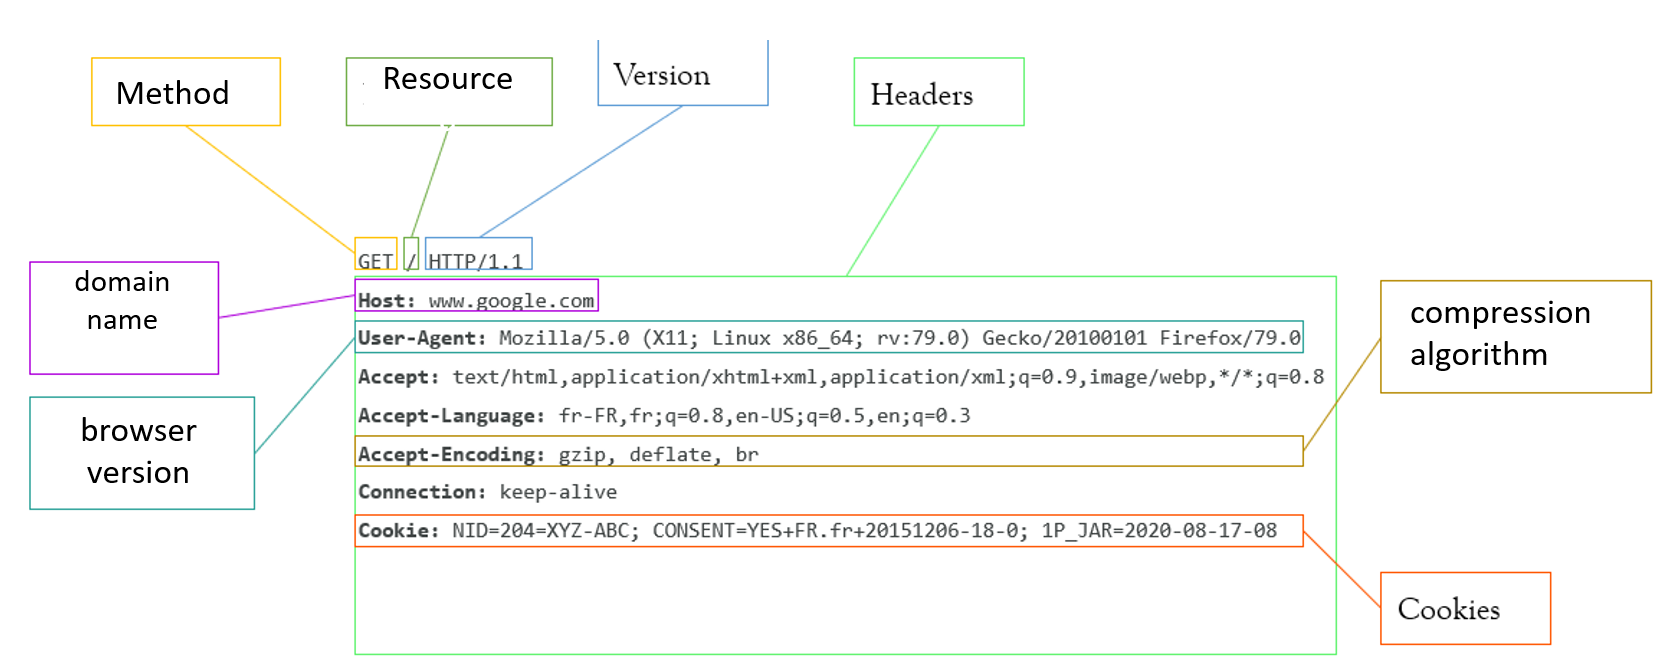 Method
Resource
Version
Headers
GET / HTTP/1.1
domain
name
Host: www.google.com
User-Agent: Mozilla/5.0 (X11; Linux x86_64; rv:79.0) Gecko/20100101 Firefox/79.0
compression
algorithm
Accept: text/html,application/xhtml+xml,application/xml;q=0.9,image/webp,*/*;q=0.8
Accept-Language: fr-FR,fr;q=0.8,en-US;q=0.5,en;q=0.3
browser
version
Accept-Encoding: gzip, deflate, br
Connection: keep-alive
Cookie: NID=204=XYZ-ABC; CONSENT=YES+FR.fr+20151206-18-0; 1P_JAR=2020-08-17-08
Cookies